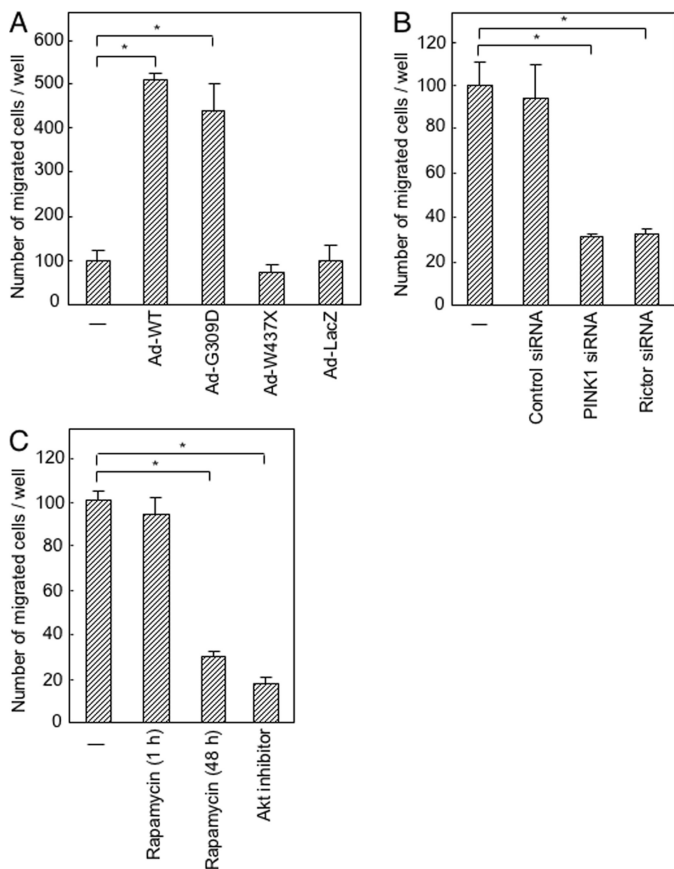 A
Number of migrated cells / well
600
500
400
300
200
100
0
*
*
—
Ad-WT
Ad-G309D
Ad-W437X
Ad-LacZ
B
Number of migrated cells / well
120
100
80
60
40
20
0
*
*
—
Control siRNA
PINK1 siRNA
Rictor siRNA
C
Number of migrated cells / well
120
100
80
60
40
20
0
*
*
—
Rapamycin (1 h)
Rapamycin (48 h)
Akt inhibitor